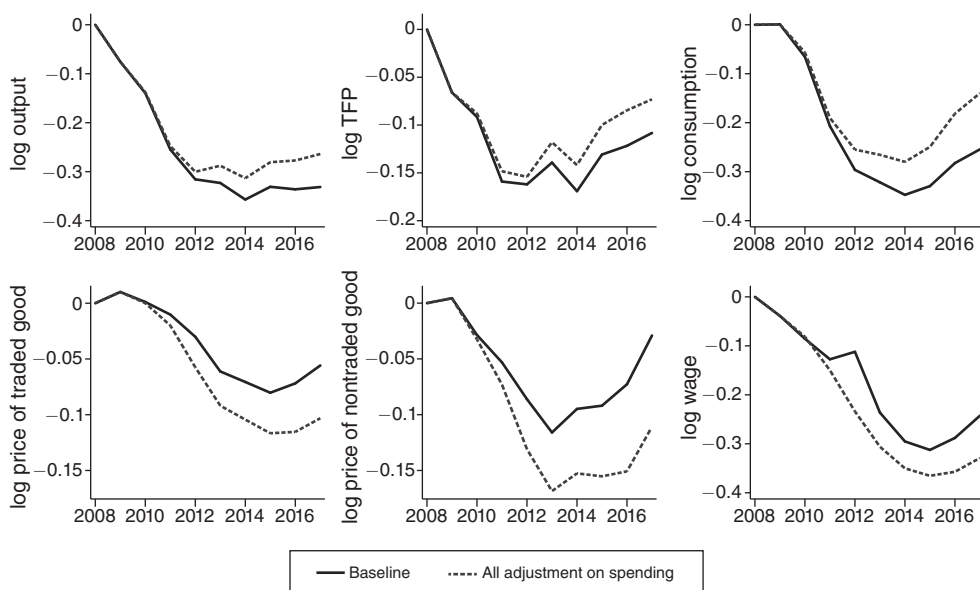 log output
0
−0.1
−0.2
−0.3
−0.4
2008 2010 2012 2014 2016
log TFP
0
−0.05
−0.1
−0.15
−0.2
2008 2010 2012 2014 2016
log consumption
0
−0.1
−0.2
−0.3
−0.4
2008 2010 2012 2014 2016
log price of traded good
0
−0.05
−0.1
−0.15
2008 2010 2012 2014 2016
log price of nontraded good
0
−0.05
−0.1
−0.15
2008 2010 2012 2014 2016
log wage
0
−0.1
−0.2
−0.3
−0.4
2008 2010 2012 2014 2016
Baseline All adjustment on spending